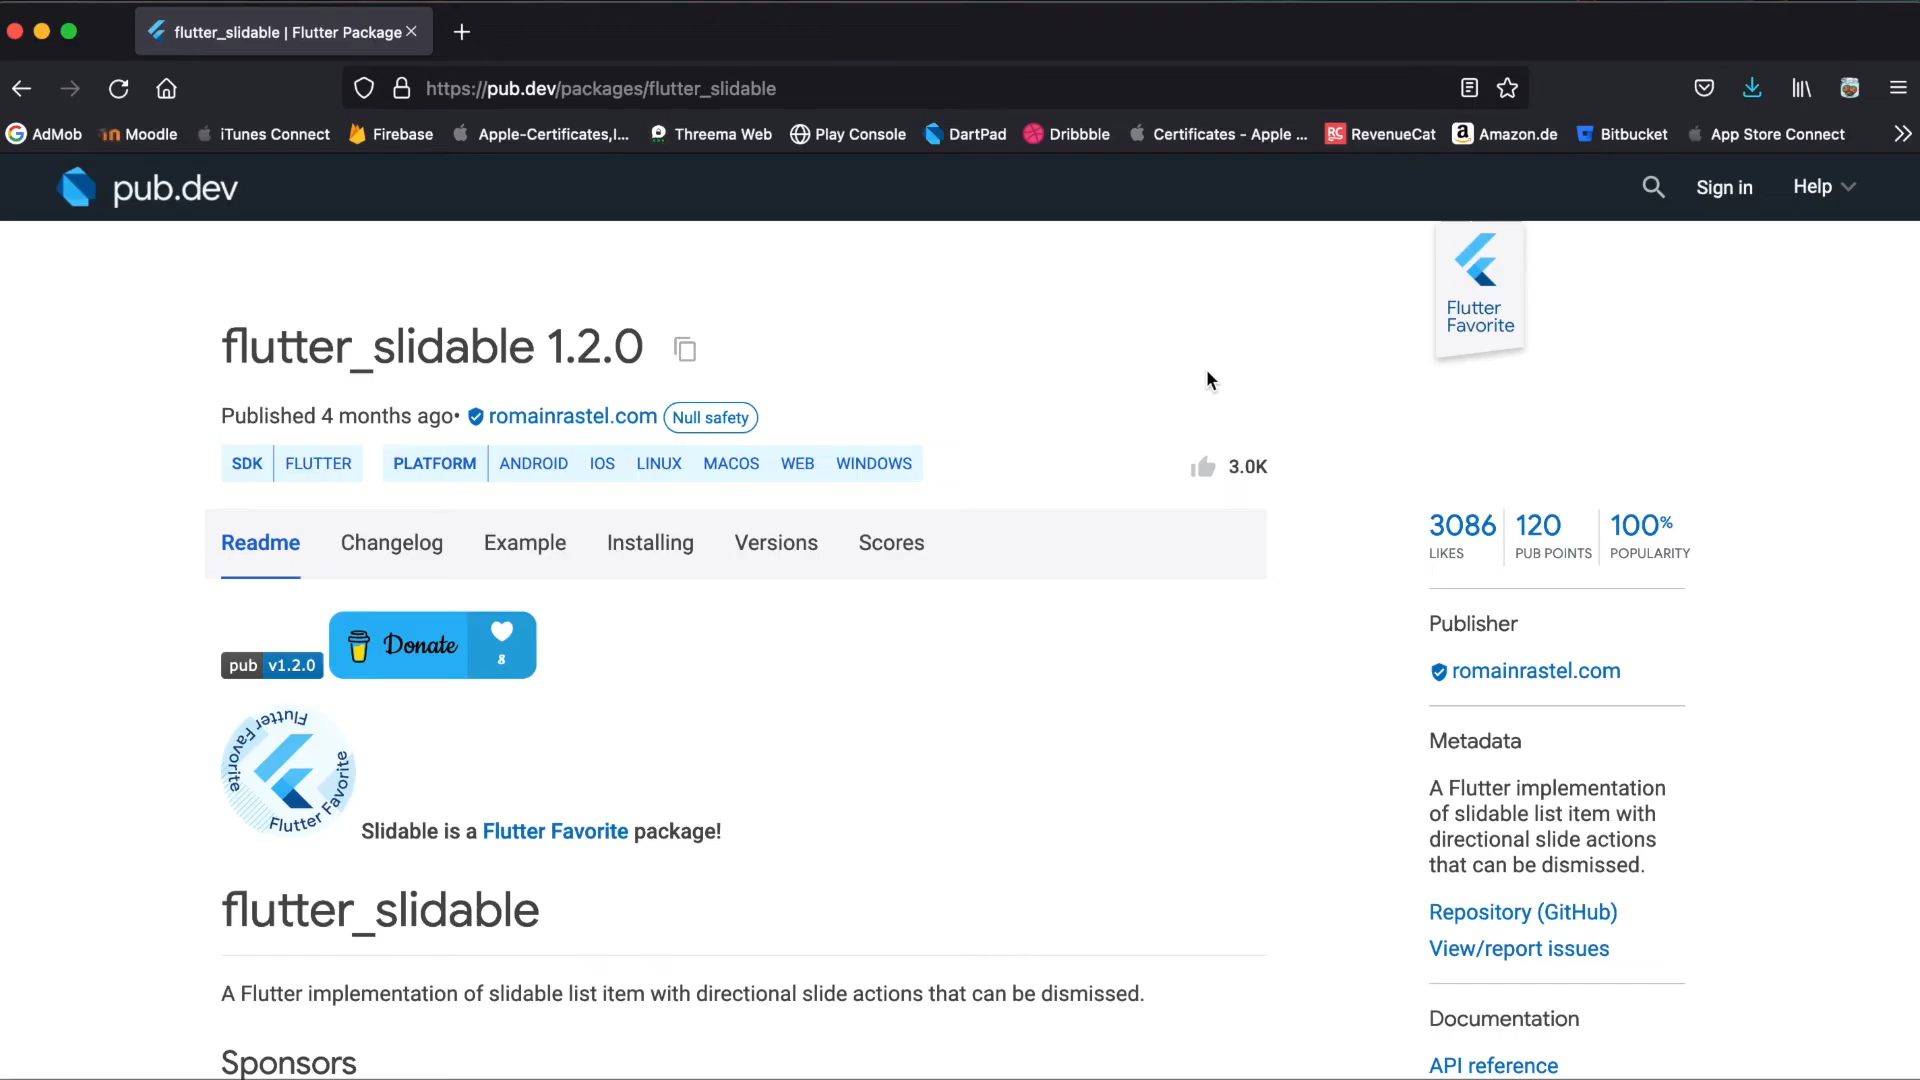 flutter_slidable | Flutter Package
https://pub.dev/packages/flutter_slidable
AdMob
Moodle
iTunes Connect
Firebase
Apple-Certificates,I...
Threema Web
Play Console
DartPad
Dribbble
Certificates - Apple ...
RC RevenueCat
Amazon.de
Bitbucket
App Store Connect
pub.dev
Sign in
Help
Flutter
Favorite
flutter_slidable 1.2.0
Published 4 months ago• romainrastel.com Null safety
SDK FLUTTER PLATFORM ANDROID IOS LINUX MACOS WEB WINDOWS
3.0K
Readme Changelog Example Installing Versions Scores
3086 120 100%
LIKES PUB POINTS POPULARITY
pub v1.2.0
Donate 8
Flutter Favorite Flutter Favorite
Slidable is a Flutter Favorite package!
flutter_slidable
A Flutter implementation of slidable list item with directional slide actions that can be dismissed.
Sponsors
Publisher
romainrastel.com
Metadata
A Flutter implementation
of slidable list item with
directional slide actions
that can be dismissed.
Repository (GitHub)
View/report issues
Documentation
API reference